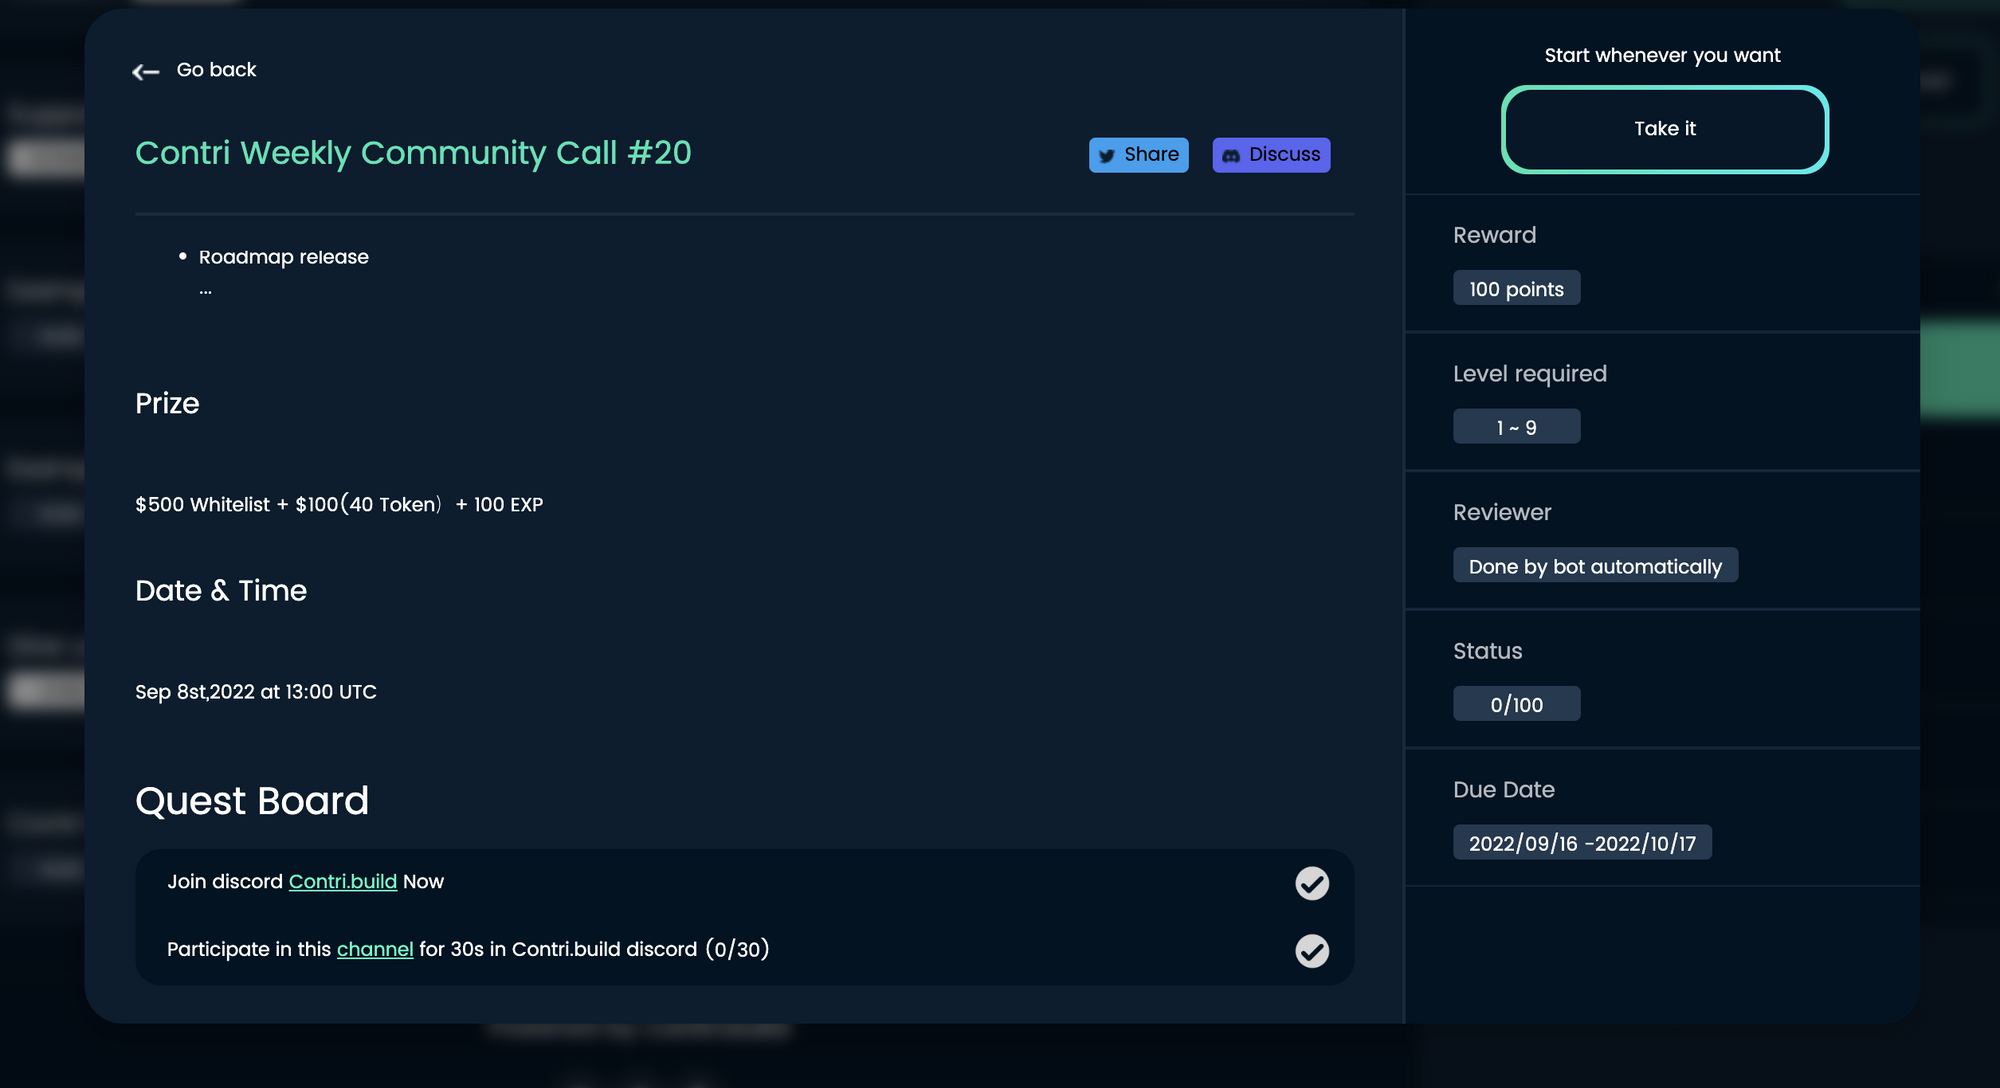 Go back
Contri Weekly Community Call #20
Share
Discuss
Roadmap release
...
Prize
$500 Whitelist + $100(40 Token） + 100 EXP
Date & Time
Sep 8st,2022 at 13:00 UTC
Quest Board
Join discord Contri.build Now
Participate in this channel for 30s in Contri.build discord (0/30)
Start whenever you want
Take it
Reward
100 points
Level required
1 ~ 9
Reviewer
Done by bot automatically
Status
0/100
Due Date
2022/09/16 -2022/10/17